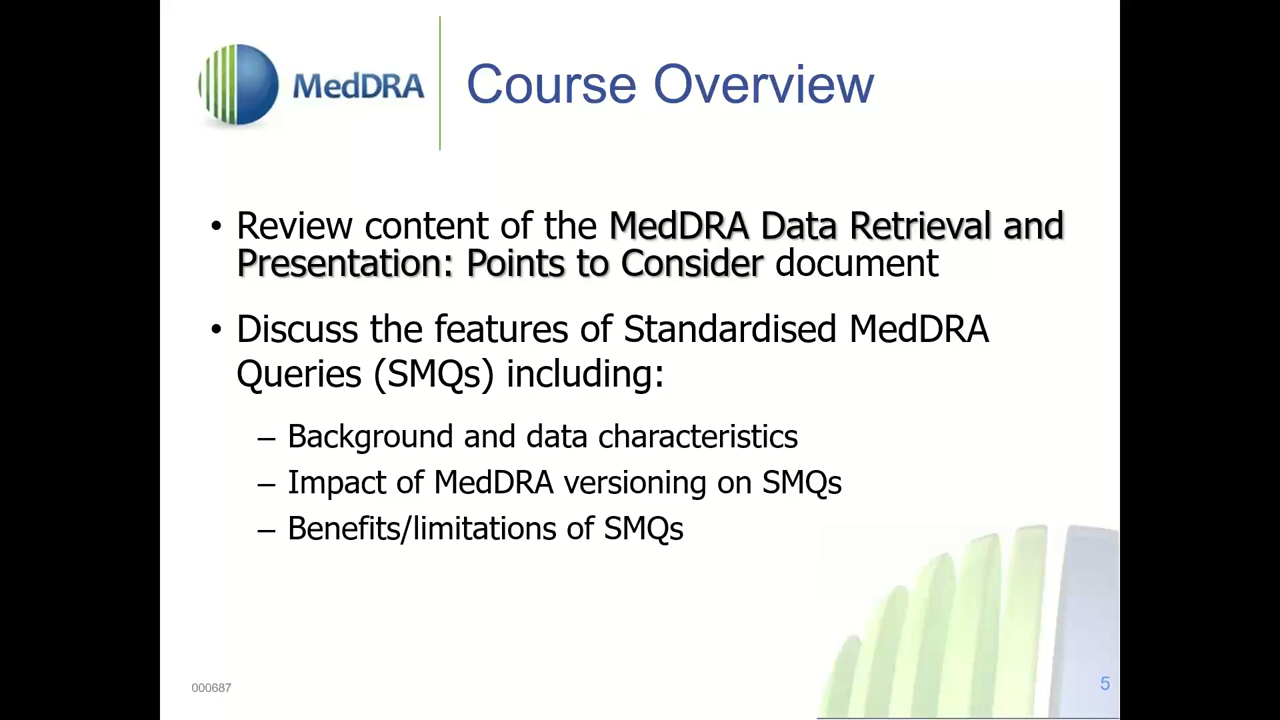 MedDRA
Course Overview
• Review content of the MedDRA Data Retrieval and
Presentation: Points to Consider document
• Discuss the features of Standardised MedDRA
Queries (SMQs) including:
– Background and data characteristics
– Impact of MedDRA versioning on SMQs
– Benefits/limitations of SMQs
000687
5